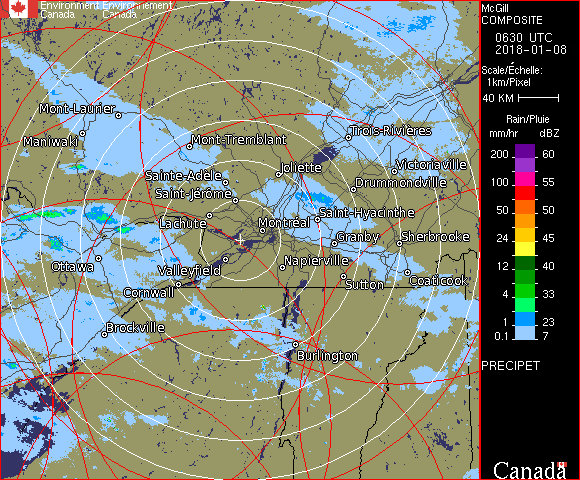 Environment Environnement
Canada Canada
McGill
COMPOSITE
0630 UTC
2018-01-08
Scale/Échelle:
1km/Pixel
40 KM
Rain/Pluie
mm/hr dBZ
200 60
100 55
50 50
24 45
12 40
4 33
1 23
0.1 7
PRECIPET
Canada
Mont-Laurier
Maniwaki
Mont-Tremblant
Trois-Rivières
Sainte-Adèle
Joliette
Victoriaville
Saint-Jérôme
Drummondville
Lachute
Montréal
Saint-Hyacinthe
Granby
Sherbrooke
Ottawa
Valleyfield
Napierville
Cornwall
Sutton
Coaticook
Brockville
Burlington